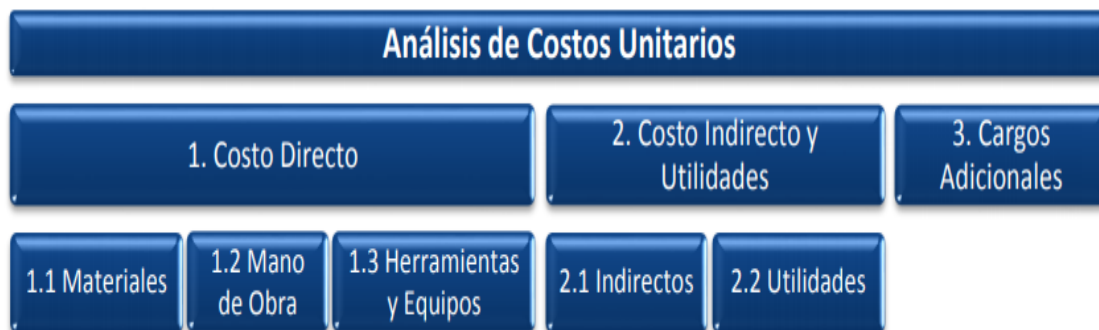 Análisis de Costos Unitarios
1. Costo Directo
2. Costo Indirecto y
Utilidades
3. Cargos
Adicionales
1.1 Materiales
1.2 Mano
de Obra
1.3 Herramientas
y Equipos
2.1 Indirectos
2.2 Utilidades